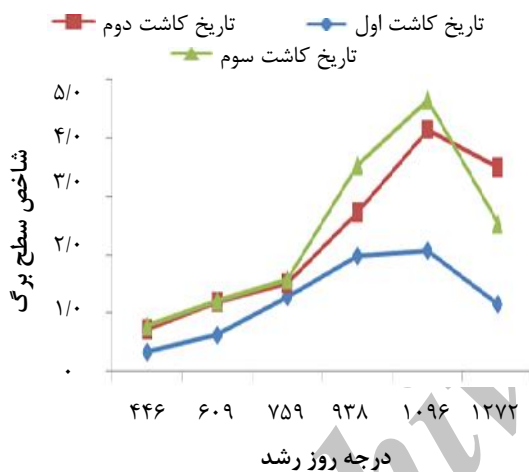 تاریخ کاشت اول تاریخ کاشت دوم
تاریخ کاشت سوم
۵/۰
۴/۰
۳/۰
۲/۰
۱/۰
۰
شاخص سطح برگ
۴۴۶ ۶۰۹ ۷۵۹ ۹۳۸ ۱۰۹۶ ۱۲۷۲
درجه روز رشد